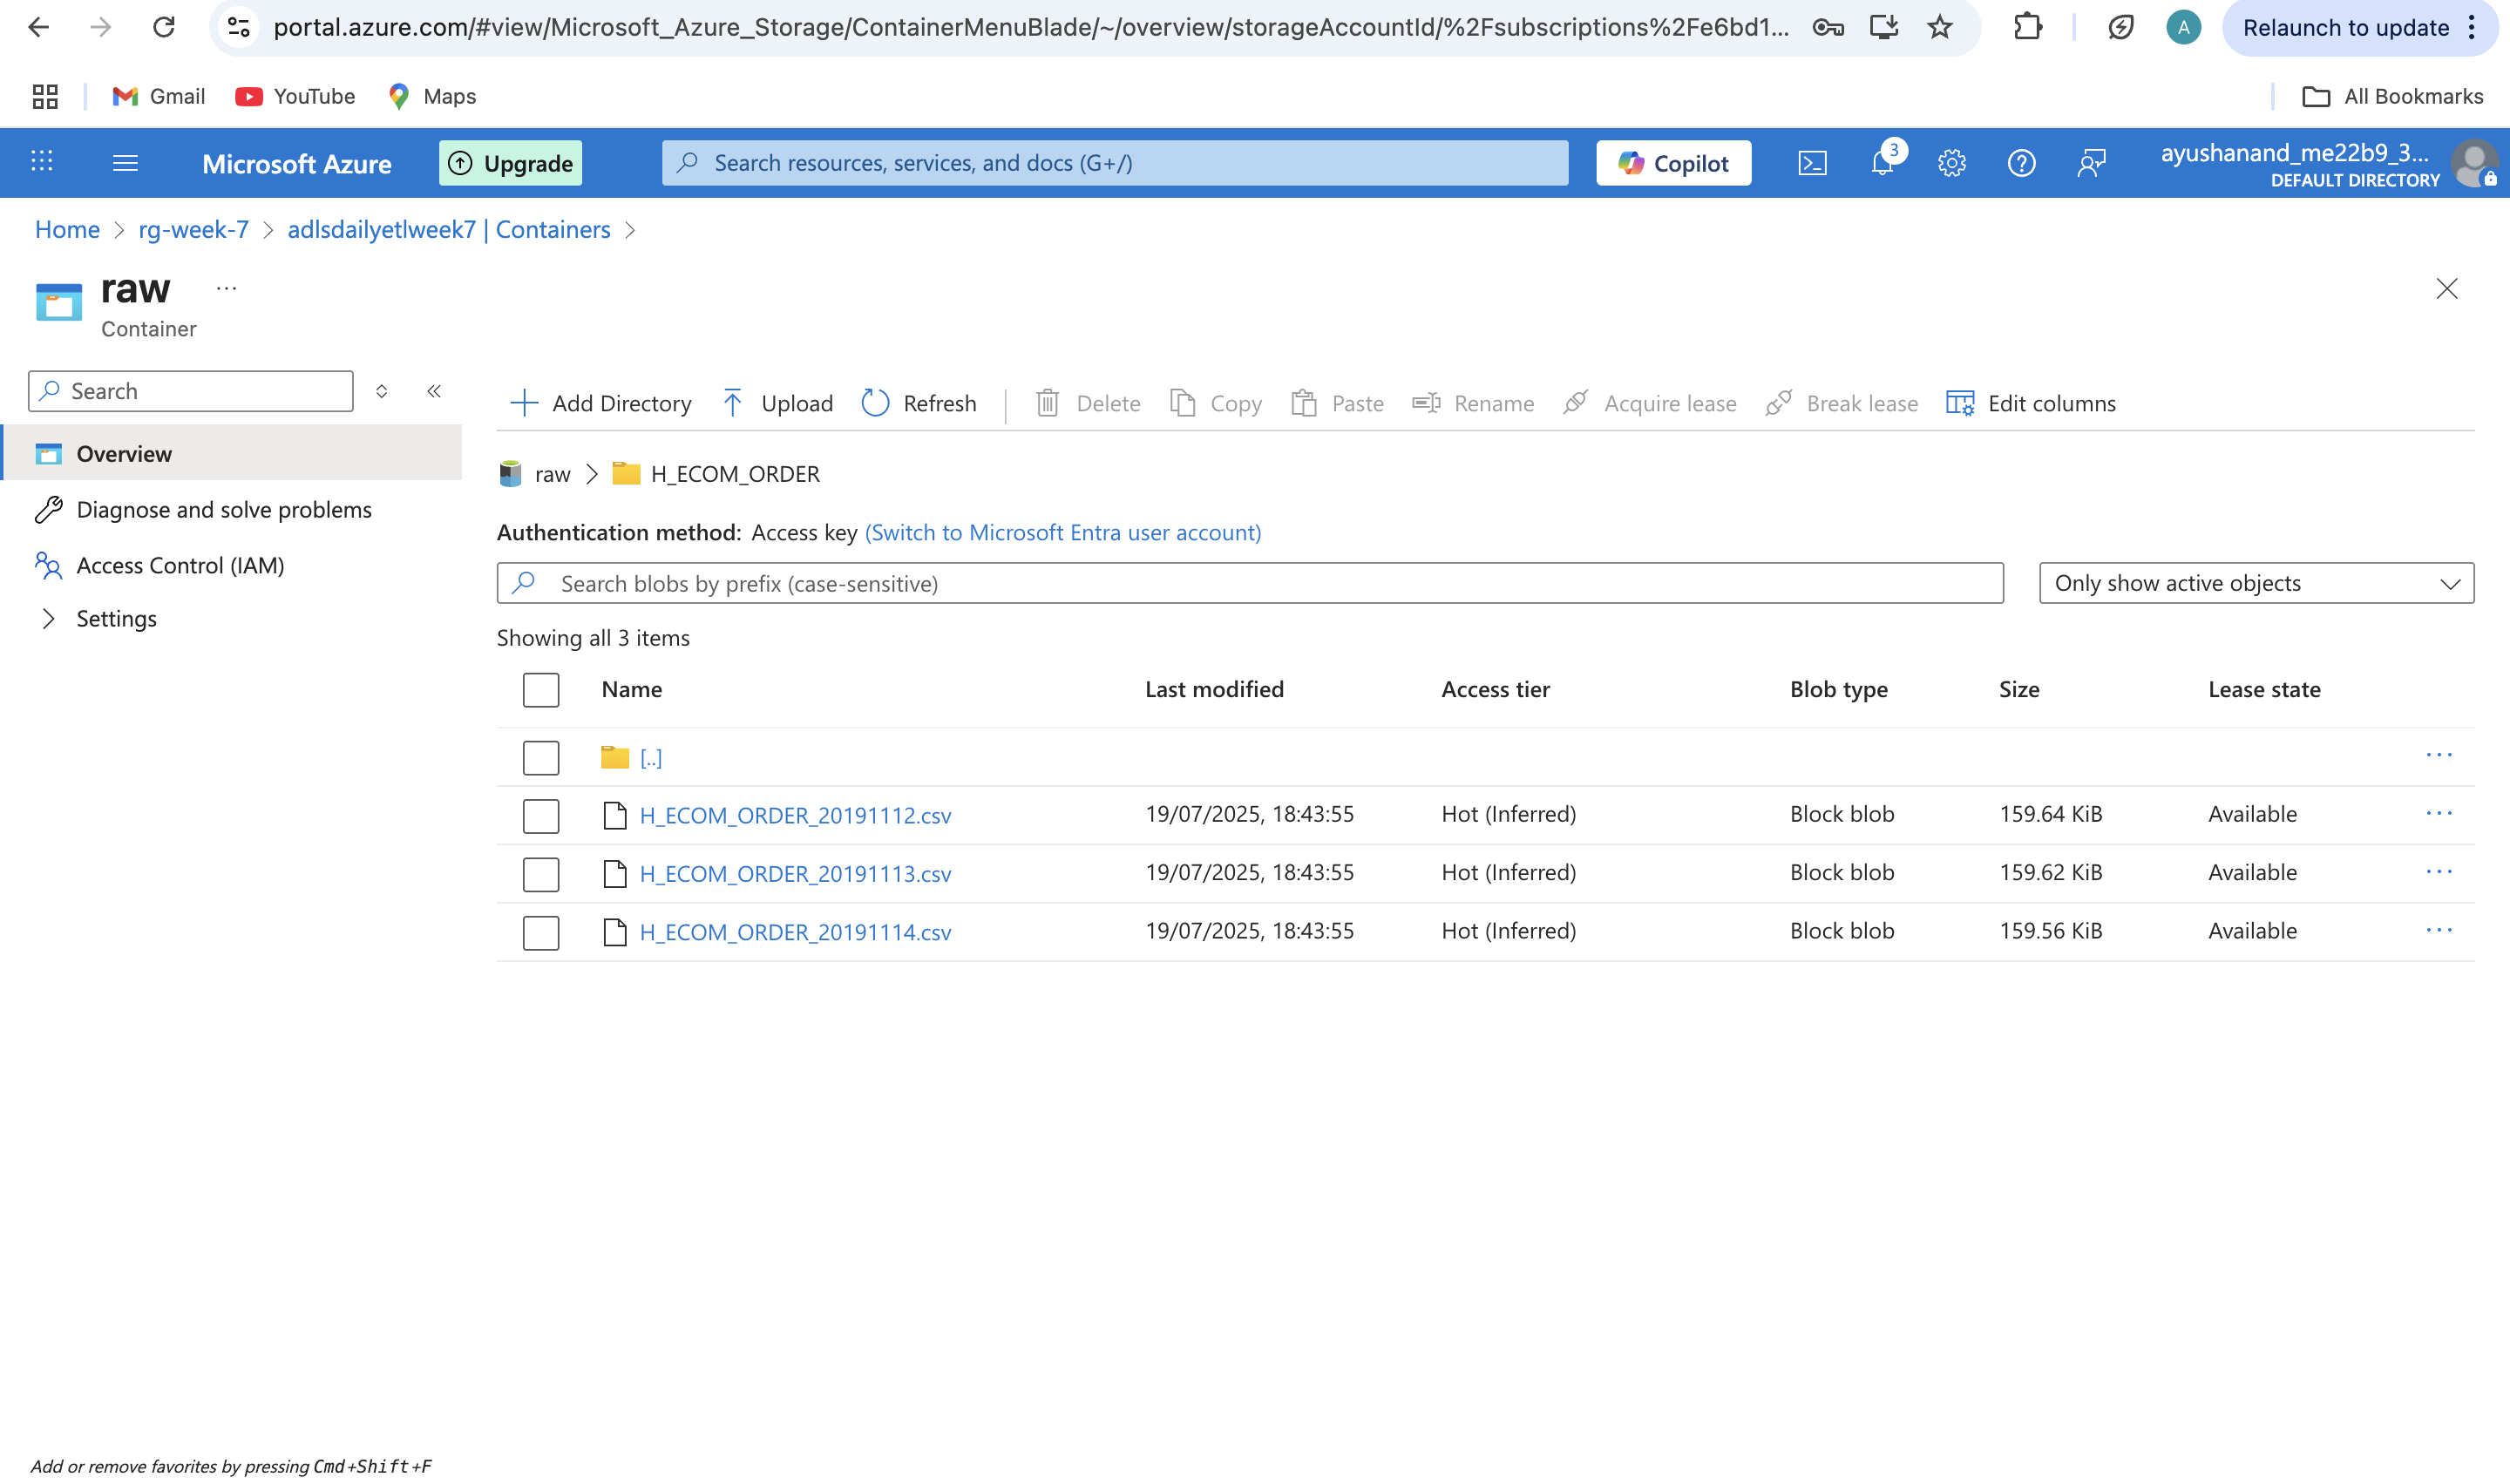 portal.azure.com/#view/Microsoft_Azure_Storage/ContainerMenuBlade/~/overview/storageAccountId/%2Fsubscriptions%2Fe6bd1...
A
Relaunch to update
Gmail
YouTube
Maps
All Bookmarks
Microsoft Azure
Upgrade
Search resources, services, and docs (G+/)
Copilot
3
ayushanand_me22b9_3...
DEFAULT DIRECTORY
Home > rg-week-7 > adlsdailyetlweek7 | Containers >
raw ...
Container
Search
Overview
Diagnose and solve problems
Access Control (IAM)
Settings
Add Directory
Upload
Refresh
Delete
Copy
Paste
Rename
Acquire lease
Break lease
Edit columns
raw > H_ECOM_ORDER
Authentication method: Access key (Switch to Microsoft Entra user account)
Search blobs by prefix (case-sensitive)
Only show active objects
Showing all 3 items
Name Last modified Access tier Blob type Size Lease state
[..] ...
H_ECOM_ORDER_20191112.csv 19/07/2025, 18:43:55 Hot (Inferred) Block blob 159.64 KiB Available ...
H_ECOM_ORDER_20191113.csv 19/07/2025, 18:43:55 Hot (Inferred) Block blob 159.62 KiB Available ...
H_ECOM_ORDER_20191114.csv 19/07/2025, 18:43:55 Hot (Inferred) Block blob 159.56 KiB Available ...
Add or remove favorites by pressing Cmd+Shift+F